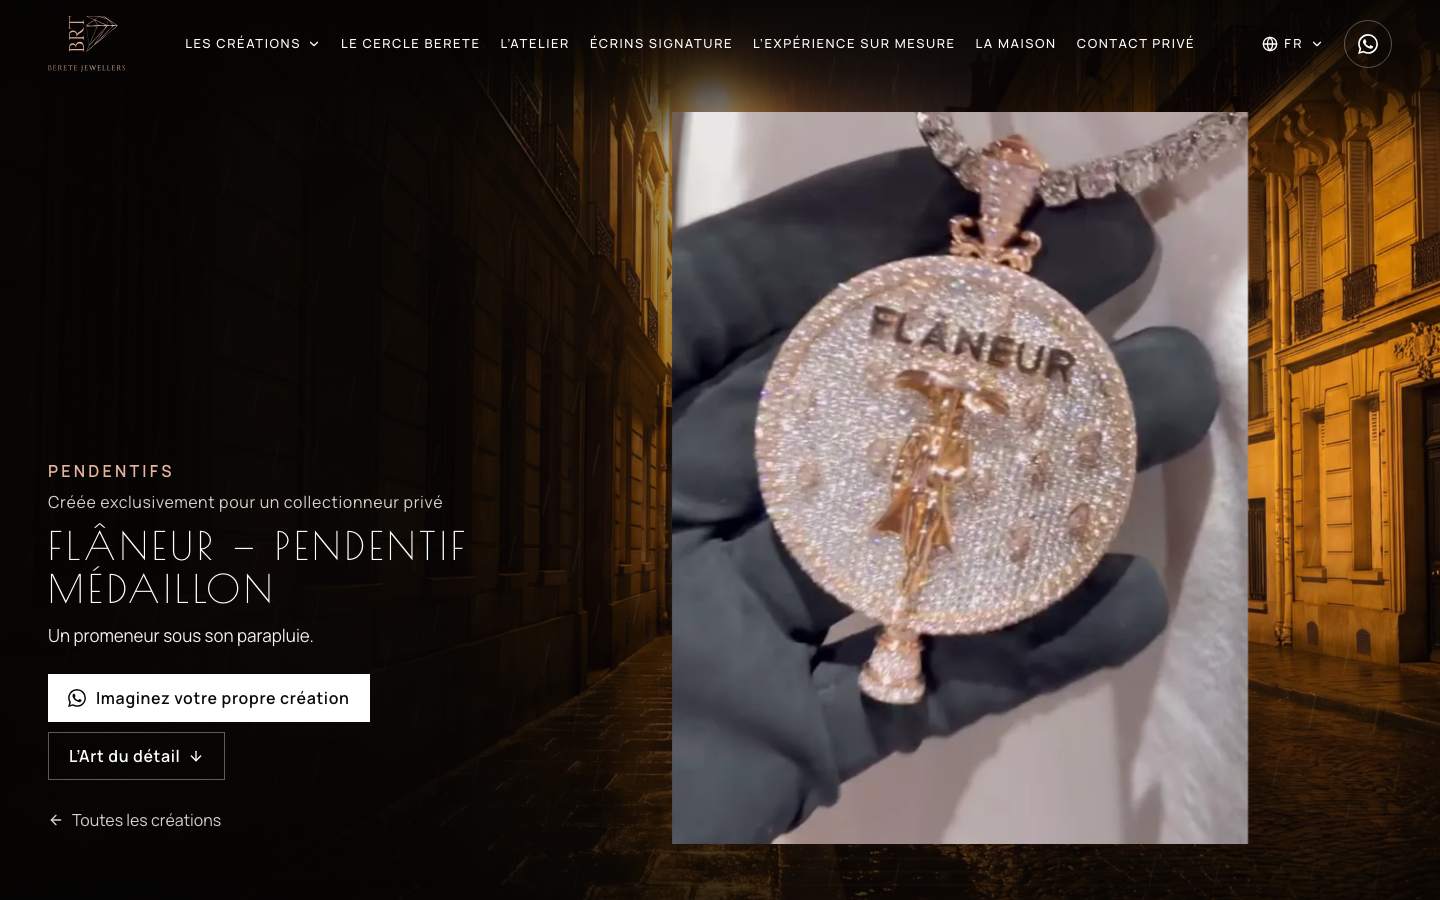 BRT
BERETE JEWELLERS
LES CRÉATIONS
LE CERCLE BERETE
L’ATELIER
ÉCRINS SIGNATURE
L’EXPÉRIENCE SUR MESURE
LA MAISON
CONTACT PRIVÉ
FR
FLANEUR
PENDENTIFS
Créée exclusivement pour un collectionneur privé
FLÂNEUR – PENDENTIF
MÉDAILLON
Un promeneur sous son parapluie.
Imaginez votre propre création
L’Art du détail ↓
← Toutes les créations